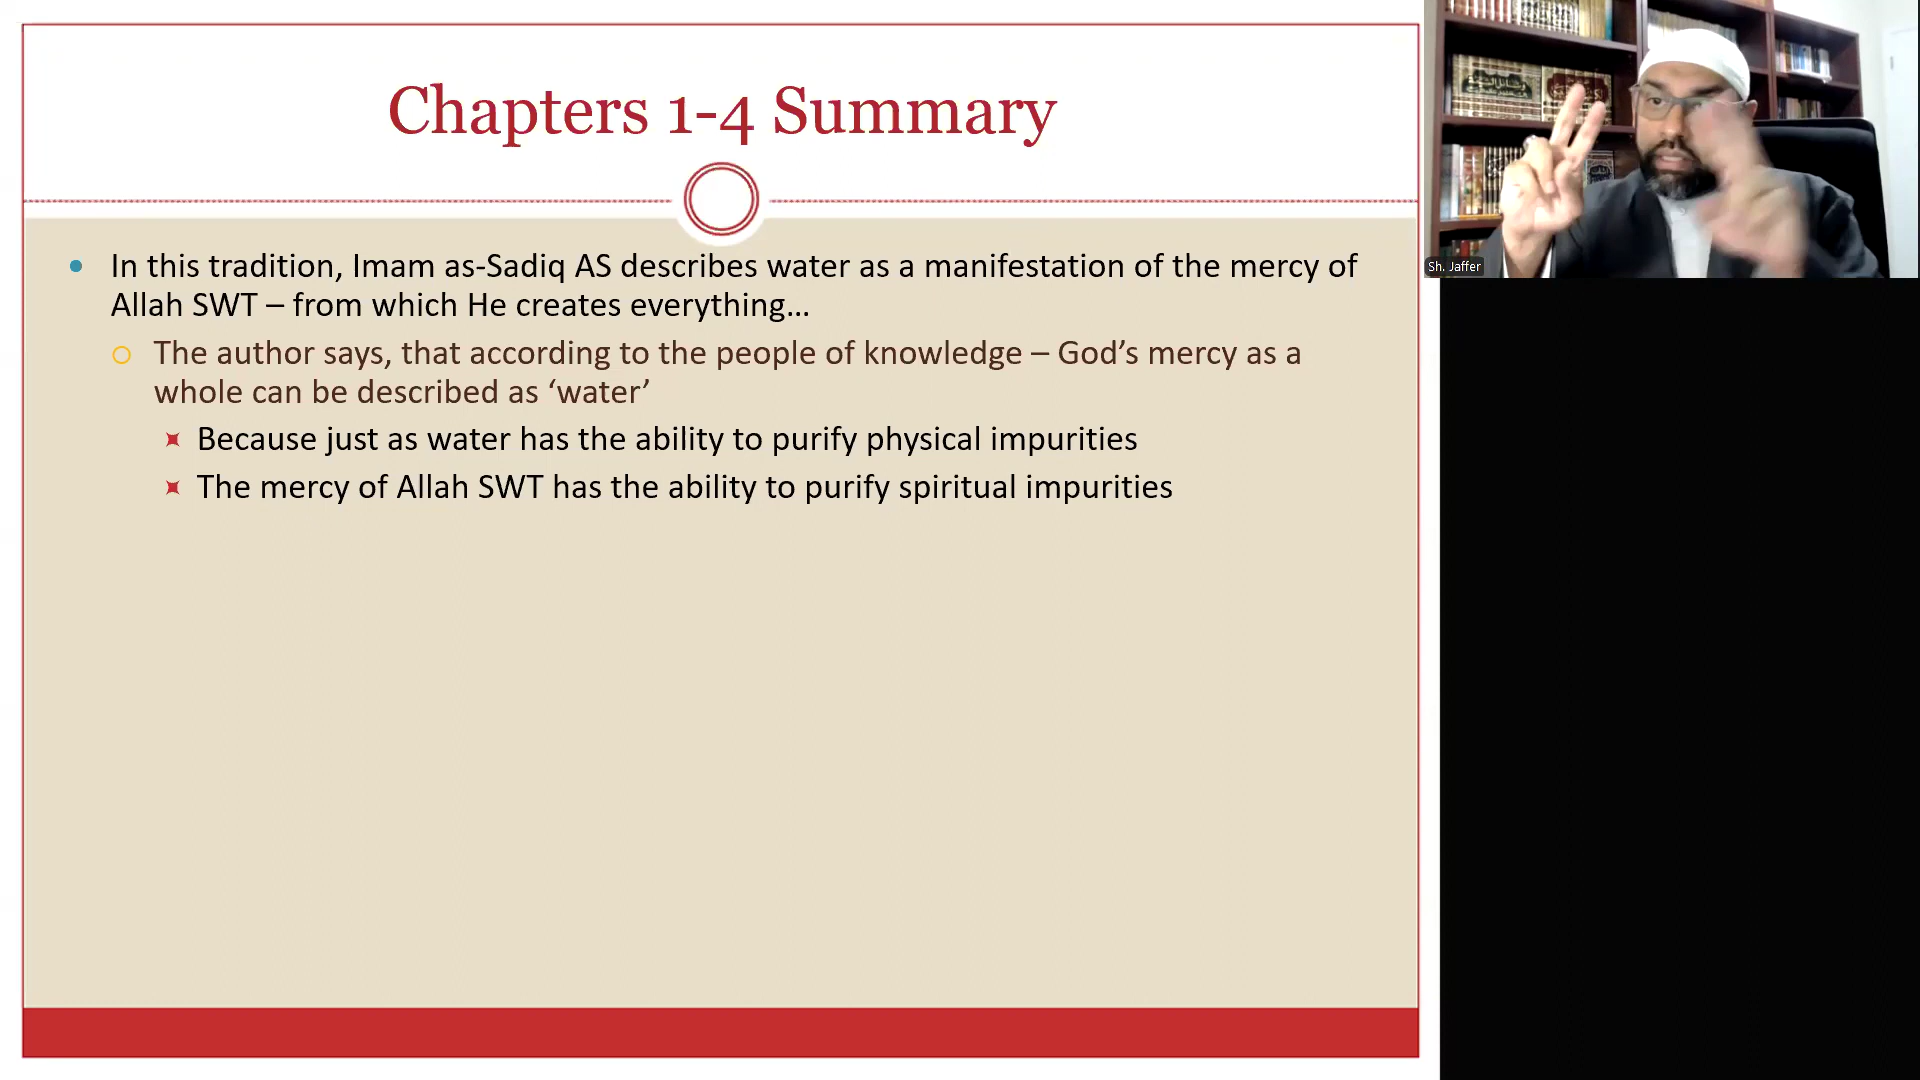 Chapters 1-4 Summary
In this tradition, Imam as-Sadiq AS describes water as a manifestation of the mercy of
Allah SWT – from which He creates everything…
The author says, that according to the people of knowledge – God’s mercy as a
whole can be described as ‘water’
Because just as water has the ability to purify physical impurities
The mercy of Allah SWT has the ability to purify spiritual impurities
Sh. Jaffer